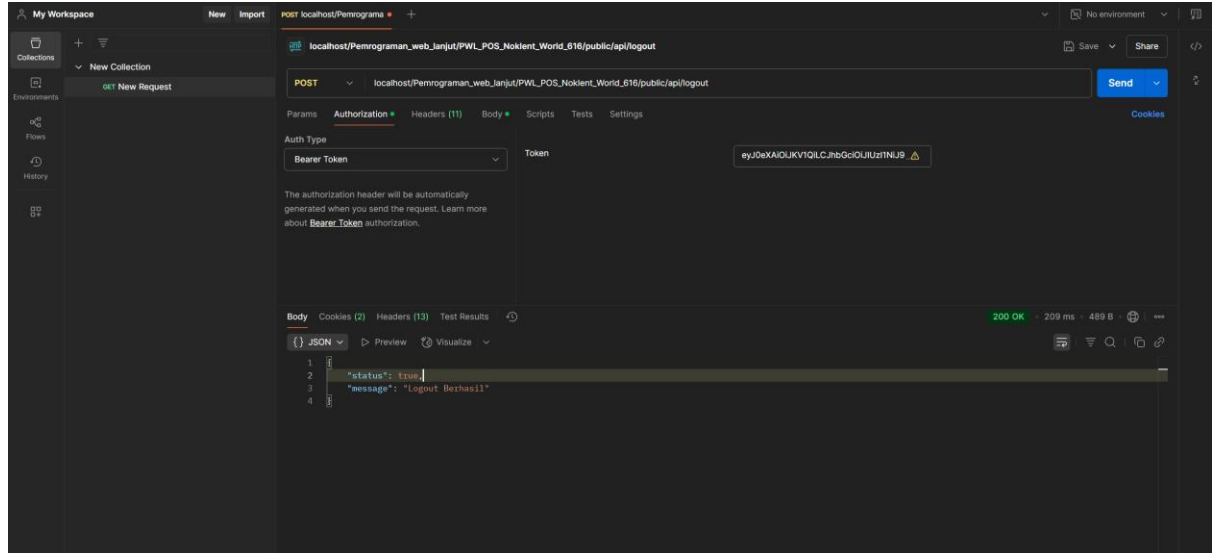 My Workspace
New
Import
POST localhost/Pemrograma
No environment
Collections
Environments
Flows
History
New Collection
GET New Request
localhost/Pemrograman_web_lanjut/PWL_POS_Noklent_World_616/public/api/logout
Save
Share
POST
localhost/Pemrograman_web_lanjut/PWL_POS_Noklent_World_616/public/api/logout
Send
Params
Authorization
Headers (11)
Body
Scripts
Tests
Settings
Cookies
Auth Type
Bearer Token
The authorization header will be automatically
generated when you send the request. Learn more
about Bearer Token authorization.
Token
eyJ0eXAiOiJKV1QiLCJhbGciOiJIUzI1NiJ9
Body
Cookies (2)
Headers (13)
Test Results
200 OK
209 ms
489 B
{ } JSON
Preview
Visualize
1 {
2 "status": true,
3 "message": "Logout Berhasil"
4 }